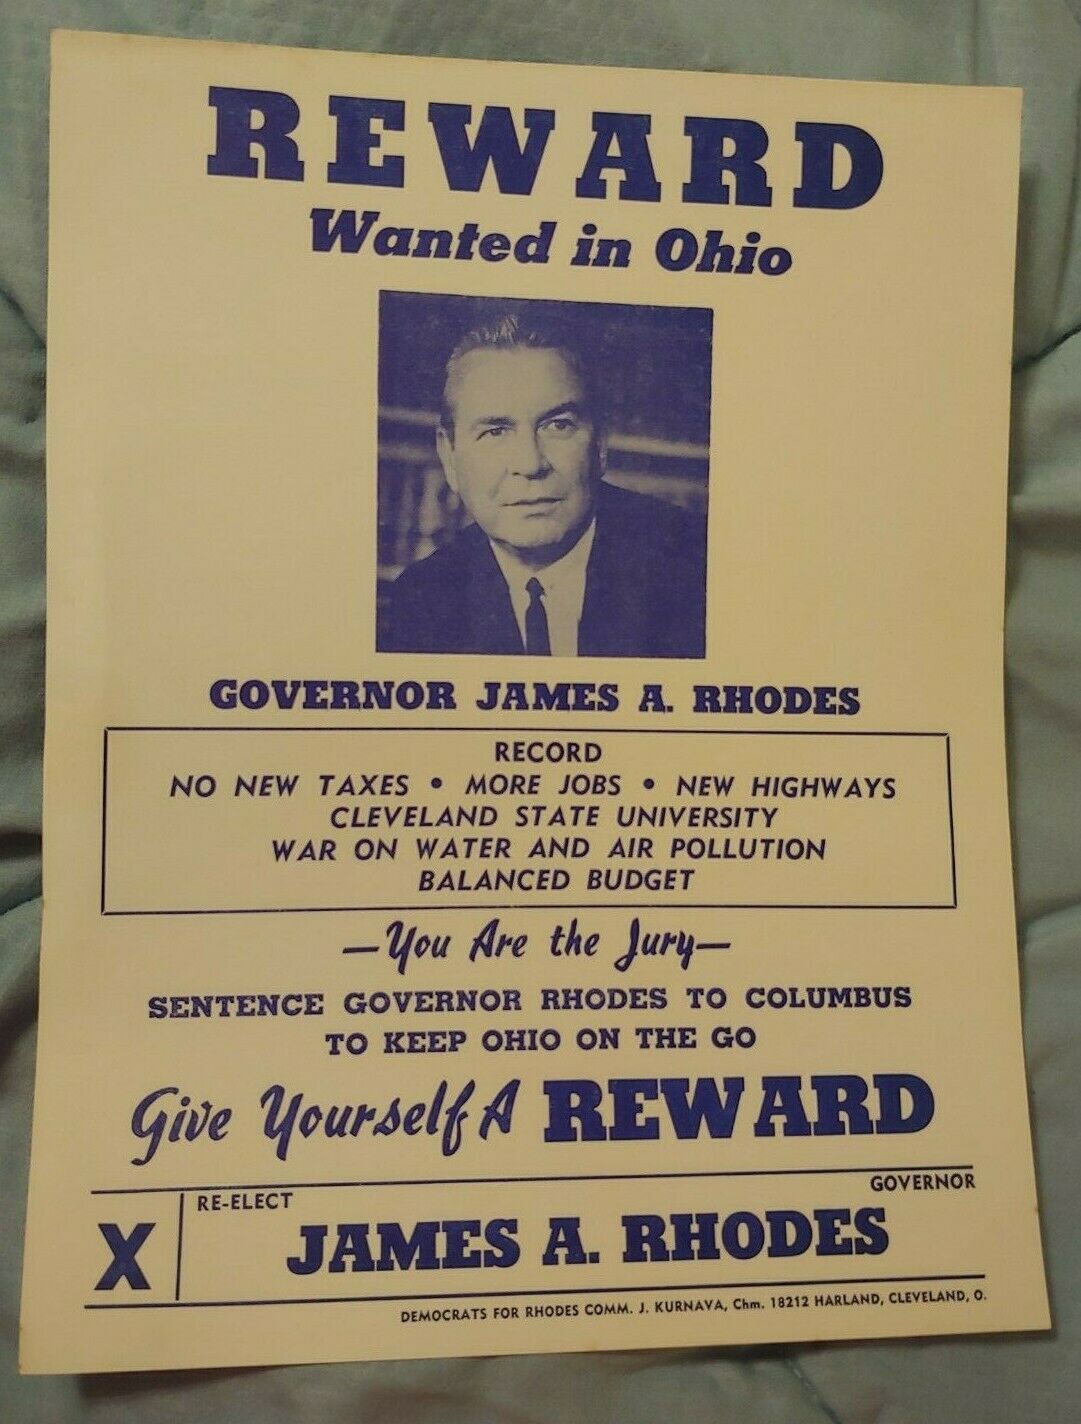 REWARD
Wanted in Ohio
GOVERNOR JAMES A. RHODES
RECORD
NO NEW TAXES • MORE JOBS • NEW HIGHWAYS
CLEVELAND STATE UNIVERSITY
WAR ON WATER AND AIR POLLUTION
BALANCED BUDGET
—You Are the Jury—
SENTENCE GOVERNOR RHODES TO COLUMBUS
TO KEEP OHIO ON THE GO
Give Yourself A REWARD
GOVERNOR
RE-ELECT
X JAMES A. RHODES
DEMOCRATS FOR RHODES COMM. J. KURNAVA, Chm. 18212 HARLAND, CLEVELAND, O.